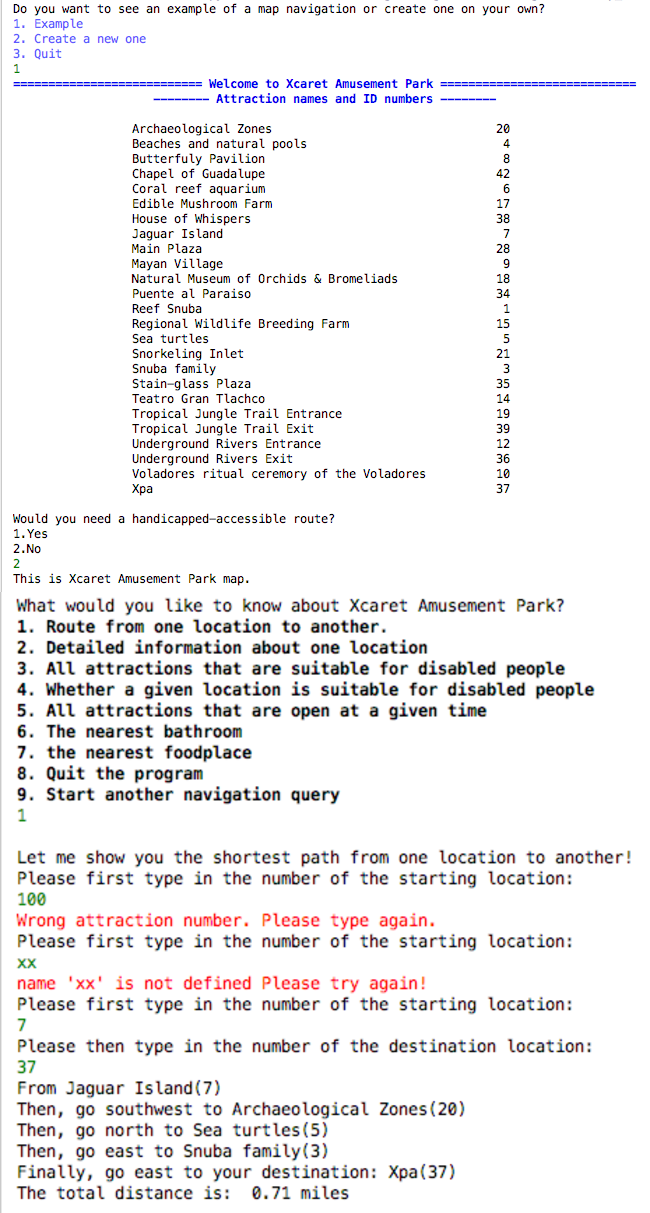 Do you want to see an example of a map navigation or create one on your own?
1. Example
2. Create a new one
3. Quit
1
=========================== Welcome to Xcaret Amusement Park ============================
-------- Attraction names and ID numbers --------
Archaeological Zones 20
Beaches and natural pools 4
Butterfuly Pavilion 8
Chapel of Guadalupe 42
Coral reef aquarium 6
Edible Mushroom Farm 17
House of Whispers 38
Jaguar Island 7
Main Plaza 28
Mayan Village 9
Natural Museum of Orchids & Bromeliads 18
Puente al Paraiso 34
Reef Snuba 1
Regional Wildlife Breeding Farm 15
Sea turtles 5
Snorkeling Inlet 21
Snuba family 3
Stain-glass Plaza 35
Teatro Gran Tlachco 14
Tropical Jungle Trail Entrance 19
Tropical Jungle Trail Exit 39
Underground Rivers Entrance 12
Underground Rivers Exit 36
Voladores ritual ceremony of the Voladores 10
Xpa 37
Would you need a handicapped-accessible route?
1.Yes
2.No
2
This is Xcaret Amusement Park map.
What would you like to know about Xcaret Amusement Park?
1. Route from one location to another.
2. Detailed information about one location
3. All attractions that are suitable for disabled people
4. Whether a given location is suitable for disabled people
5. All attractions that are open at a given time
6. The nearest bathroom
7. the nearest foodplace
8. Quit the program
9. Start another navigation query
1
Let me show you the shortest path from one location to another!
Please first type in the number of the starting location:
100
Wrong attraction number. Please type again.
Please first type in the number of the starting location:
xx
name 'xx' is not defined Please try again!
Please first type in the number of the starting location:
7
Please then type in the number of the destination location:
37
From Jaguar Island(7)
Then, go southwest to Archaeological Zones(20)
Then, go north to Sea turtles(5)
Then, go east to Snuba family(3)
Finally, go east to your destination: Xpa(37)
The total distance is:  0.71 miles